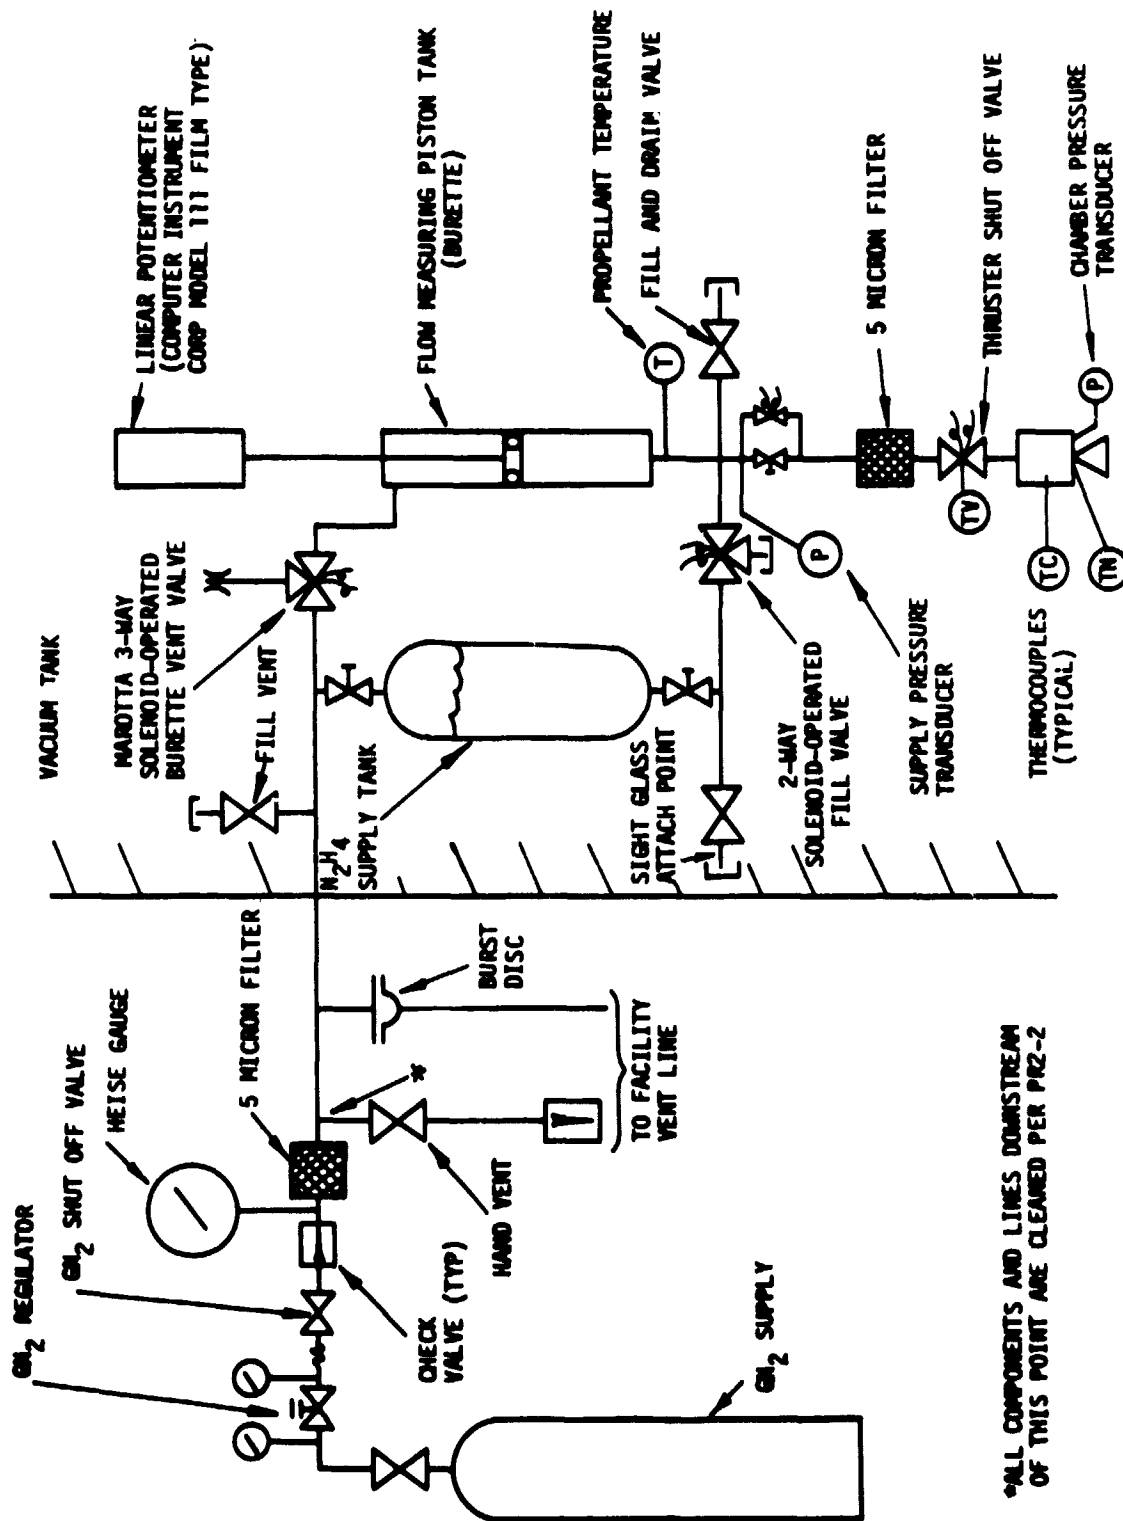 GN2 REGULATOR
GN2 SHUT OFF VALVE
HEISE GAUGE
5 MICRON FILTER
CHECK
VALVE (TYP)
HAND VENT
*
BURST
DISC
TO FACILITY
VENT LINE
GN2 SUPPLY
*ALL COMPONENTS AND LINES DOWNSTREAM
OF THIS POINT ARE CLEANED PER PR2-2
VACUUM TANK
MAROTTA 3-WAY
SOLENOID-OPERATED
BURETTE VENT VALVE
FILL VENT
N2H4
SUPPLY TANK
LINEAR POTENTIOMETER
(COMPUTER INSTRUMENT
CORP MODEL 111 FILM TYPE)
FLOW MEASURING PISTON TANK
(BURETTE)
PROPELLANT TEMPERATURE
T
FILL AND DRAIN VALVE
SIGHT GLASS
ATTACH POINT
2-WAY
SOLENOID-OPERATED
FILL VALVE
P
SUPPLY PRESSURE
TRANSDUCER
5 MICRON FILTER
THRUSTER SHUT OFF VALVE
TV
TC
TN
THERMOCOUPLES
(TYPICAL)
P
CHAMBER PRESSURE
TRANSDUCER